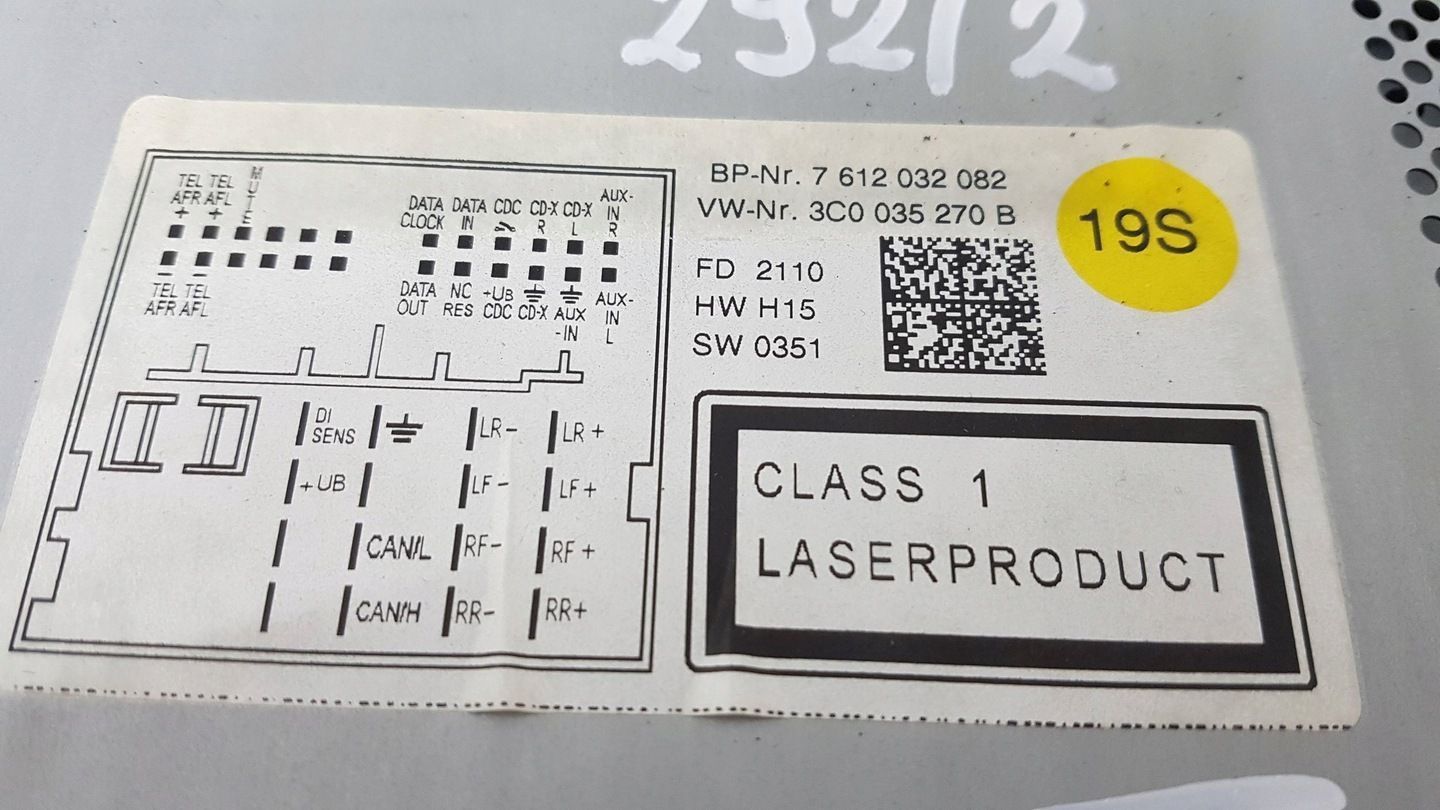 292/2
TEL TEL MUTE
AFR AFL
+ +
DATA DATA CDC CD-X CD-X AUX-
CLOCK IN R L IN
R
− −
TEL TEL
AFR AFL
DATA NC +UB CD-X AUX AUX-
OUT RES CDC -IN IN
L
DI
SENS
LR− LR+
+UB LF− LF+
CAN/L RF− RF+
CAN/H RR− RR+
BP-Nr. 7 612 032 082
VW-Nr. 3C0 035 270 B
FD 2110
HW H15
SW 0351
19S
CLASS 1
LASERPRODUCT